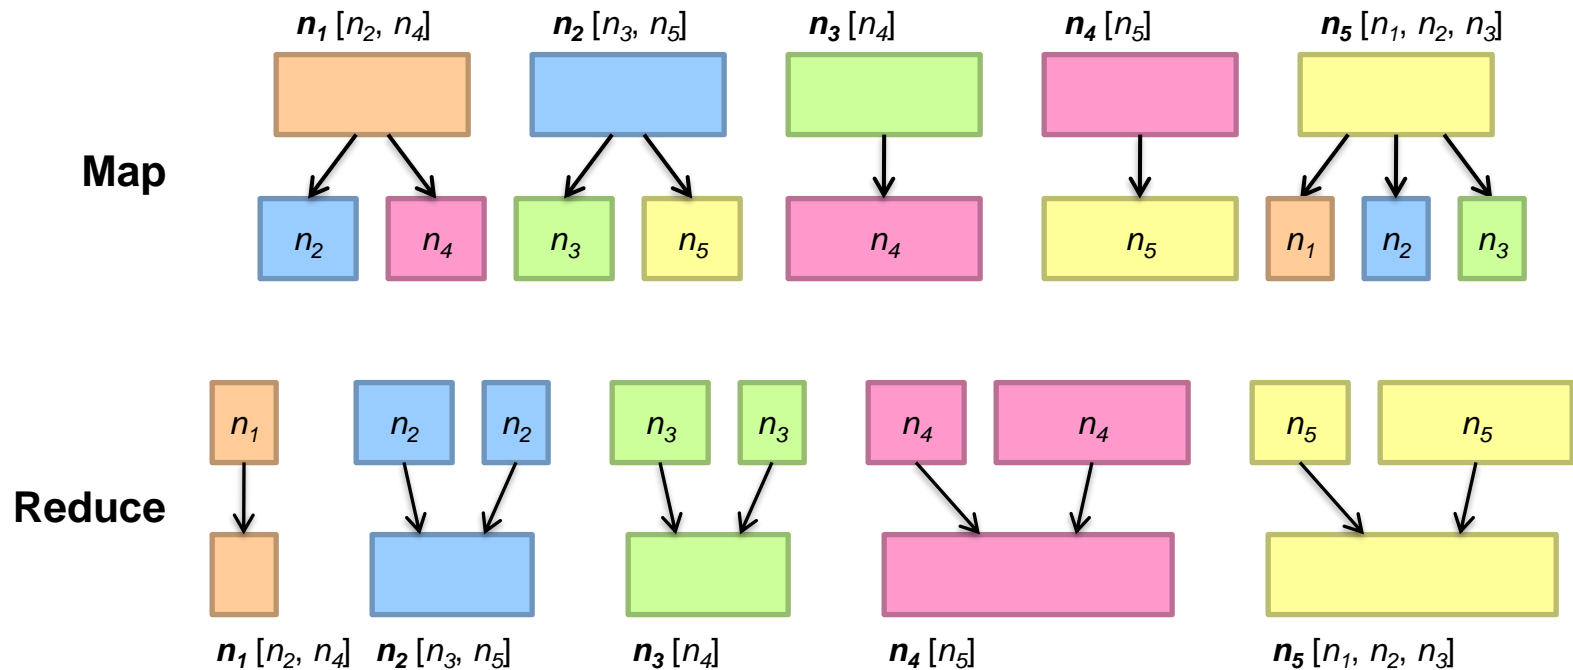 n1 [n2, n4] n2 [n3, n5] n3 [n4] n4 [n5] n5 [n1, n2, n3]
Map
n2 n4 n3 n5 n4 n5 n1 n2 n3
n1 n2 n2 n3 n3 n4 n4 n5 n5
Reduce
n1 [n2, n4] n2 [n3, n5] n3 [n4] n4 [n5] n5 [n1, n2, n3]